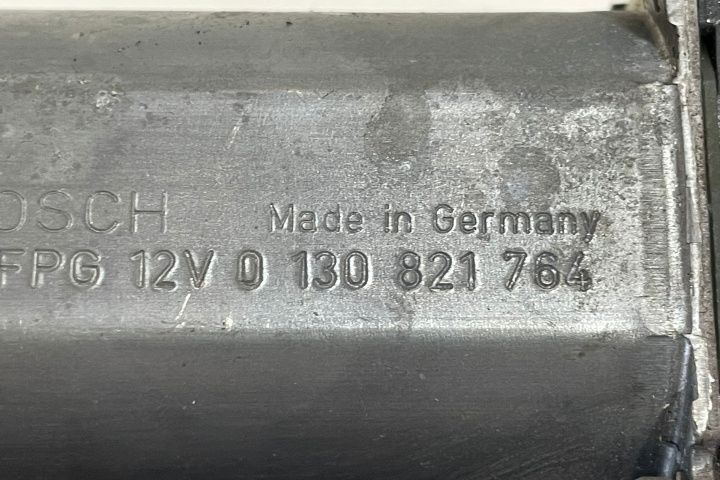 OSCH Made in Germany
FPG 12V 0 130 821 764